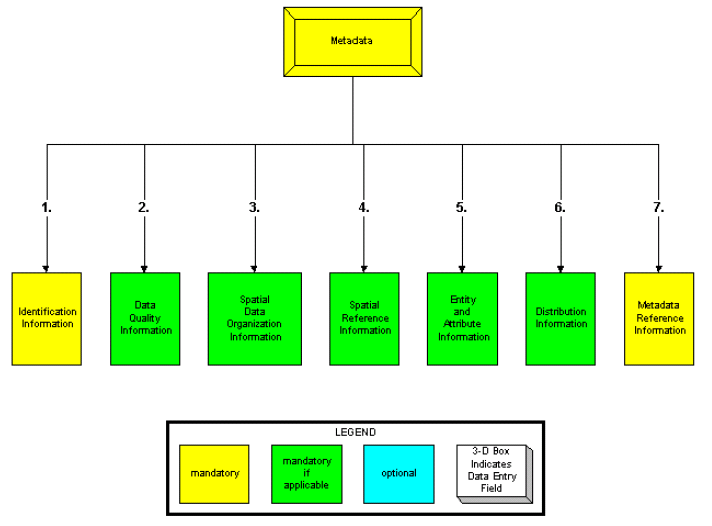 Metadata
1.
2.
3.
4.
5.
6.
7.
Identification
Information
Data
Quality
Information
Spatial
Data
Organization
Information
Spatial
Reference
Information
Entity
and
Attribute
Information
Distribution
Information
Metadata
Reference
Information
LEGEND
mandatory
mandatory
if
applicable
optional
3-D Box
Indicates
Data Entry
Field